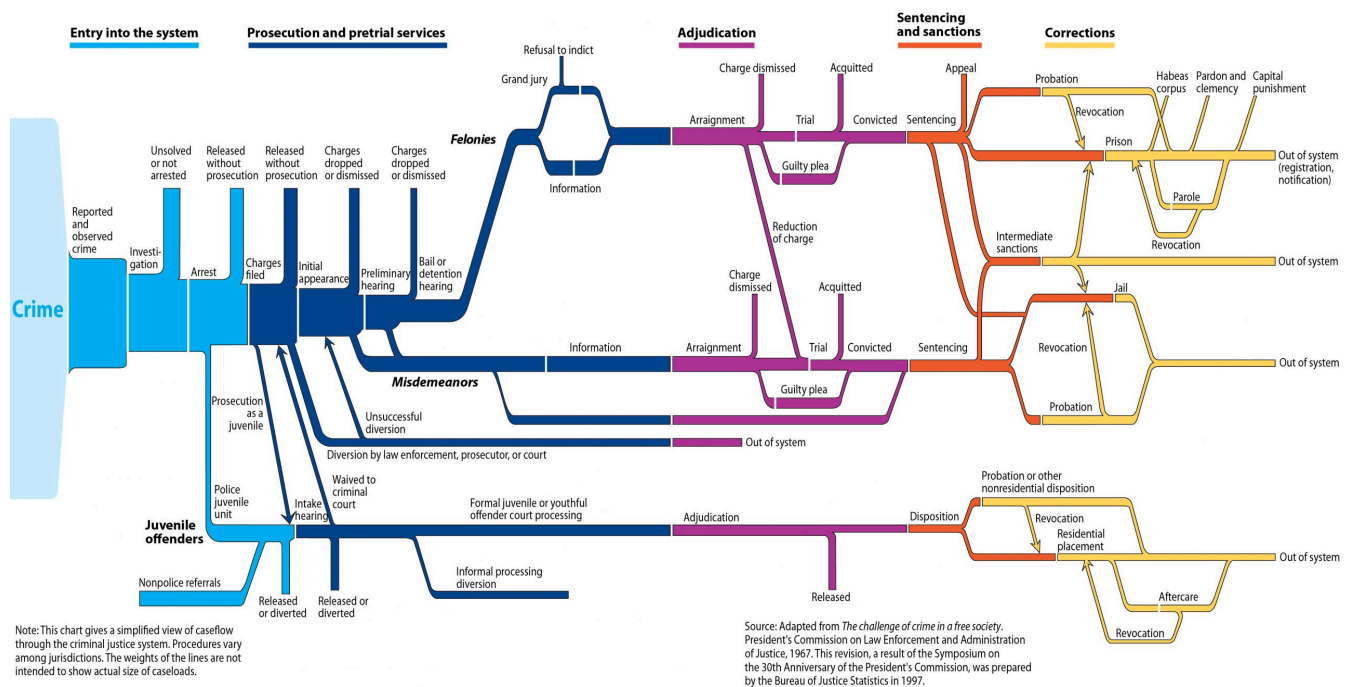 Entry into the system
Prosecution and pretrial services
Adjudication
Sentencing
and sanctions
Corrections
Refusal to indict
Grand jury
Felonies
Information
Charge dismissed
Acquitted
Arraignment
Trial
Convicted
Guilty plea
Appeal
Sentencing
Probation
Revocation
Prison
Habeas
corpus
Pardon and
clemency
Capital
punishment
Out of system
(registration,
notification)
Parole
Revocation
Unsolved
or not
arrested
Released
without
prosecution
Released
without
prosecution
Charges
dropped
or dismissed
Charges
dropped
or dismissed
Crime
Reported
and
observed
crime
Investi-
gation
Arrest
Charges
filed
Initial
appearance
Preliminary
hearing
Bail or
detention
hearing
Reduction
of charge
Intermediate
sanctions
Out of system
Charge
dismissed
Acquitted
Misdemeanors
Information
Arraignment
Trial
Convicted
Guilty plea
Sentencing
Jail
Revocation
Probation
Out of system
Unsuccessful
diversion
Diversion by law enforcement, prosecutor, or court
Out of system
Prosecution
as a
juvenile
Police
juvenile
unit
Juvenile
offenders
Intake
hearing
Waived to
criminal
court
Formal juvenile or youthful
offender court processing
Adjudication
Disposition
Probation or other
nonresidential disposition
Revocation
Residential
placement
Out of system
Nonpolice referrals
Released
or diverted
Released or
diverted
Informal processing
diversion
Released
Aftercare
Revocation
Note: This chart gives a simplified view of caseflow
through the criminal justice system. Procedures vary
among jurisdictions. The weights of the lines are not
intended to show actual size of caseloads.
Source: Adapted from The challenge of crime in a free society.
President's Commission on Law Enforcement and Administration
of Justice, 1967. This revision, a result of the Symposium on
the 30th Anniversary of the President's Commission, was prepared
by the Bureau of Justice Statistics in 1997.